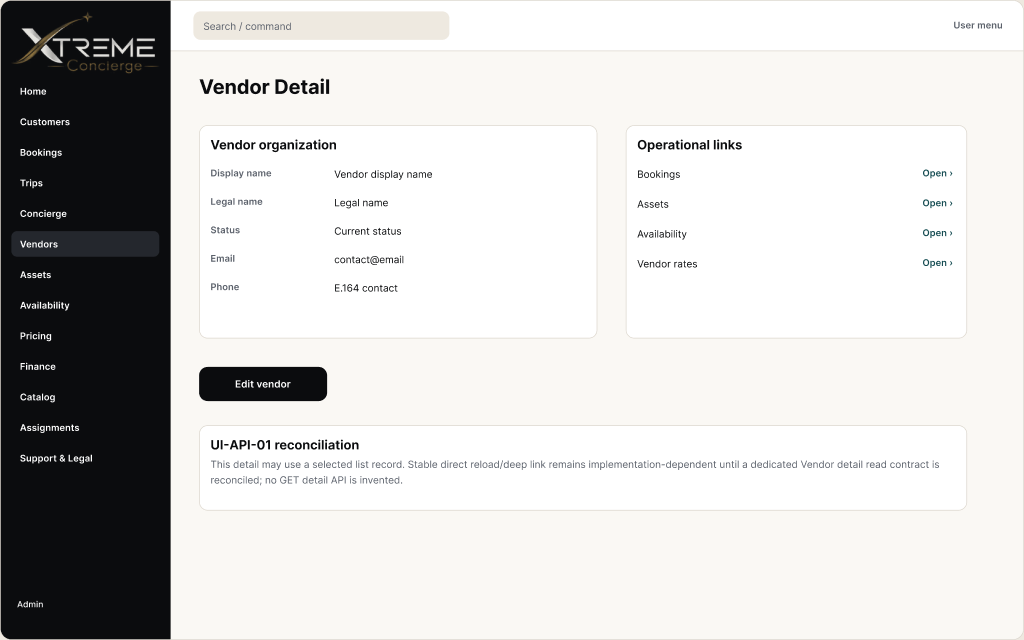 XTREME
Concierge
Search / command
User menu
Home
Customers
Bookings
Trips
Concierge
Vendors
Assets
Availability
Pricing
Finance
Catalog
Assignments
Support & Legal
Admin
Vendor Detail
Vendor organization
Display name Vendor display name
Legal name Legal name
Status Current status
Email contact@email
Phone E.164 contact
Operational links
Bookings Open ›
Assets Open ›
Availability Open ›
Vendor rates Open ›
Edit vendor
UI-API-01 reconciliation
This detail may use a selected list record. Stable direct reload/deep link remains implementation-dependent until a dedicated Vendor detail read contract is
reconciled; no GET detail API is invented.